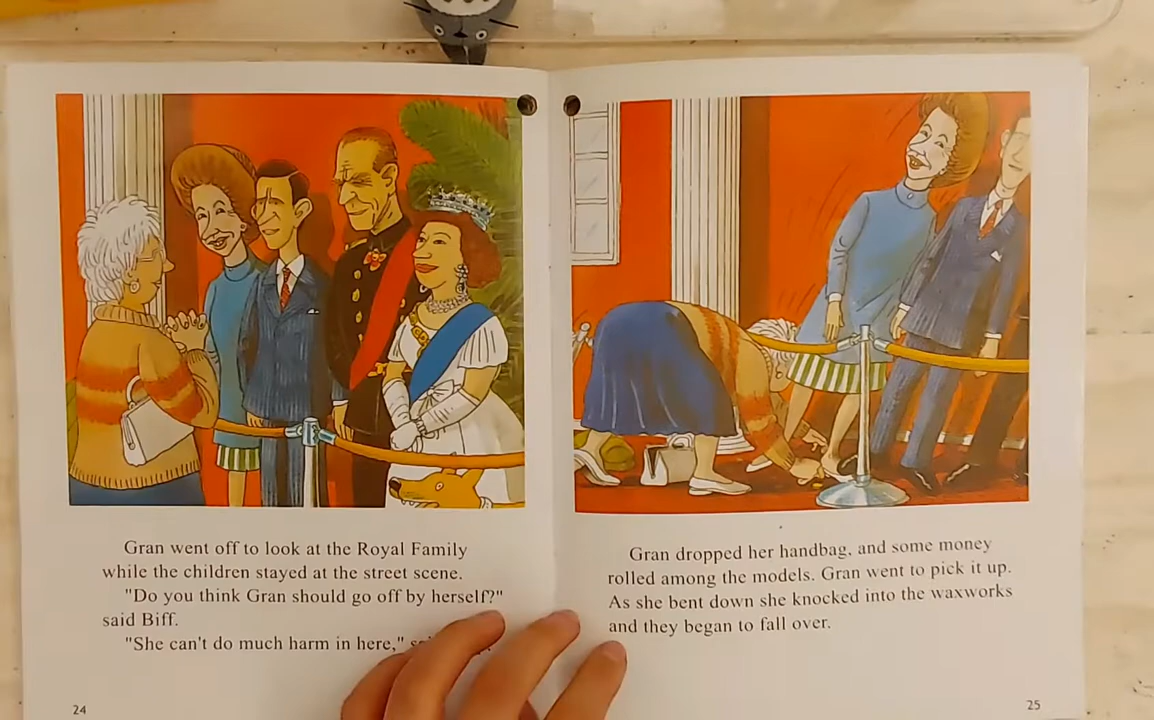 Gran went off to look at the Royal Family
while the children stayed at the street scene.
"Do you think Gran should go off by herself?"
said Biff.
"She can't do much harm in here,"
24
Gran dropped her handbag, and some money
rolled among the models. Gran went to pick it up.
As she bent down she knocked into the waxworks
and they began to fall over.
25